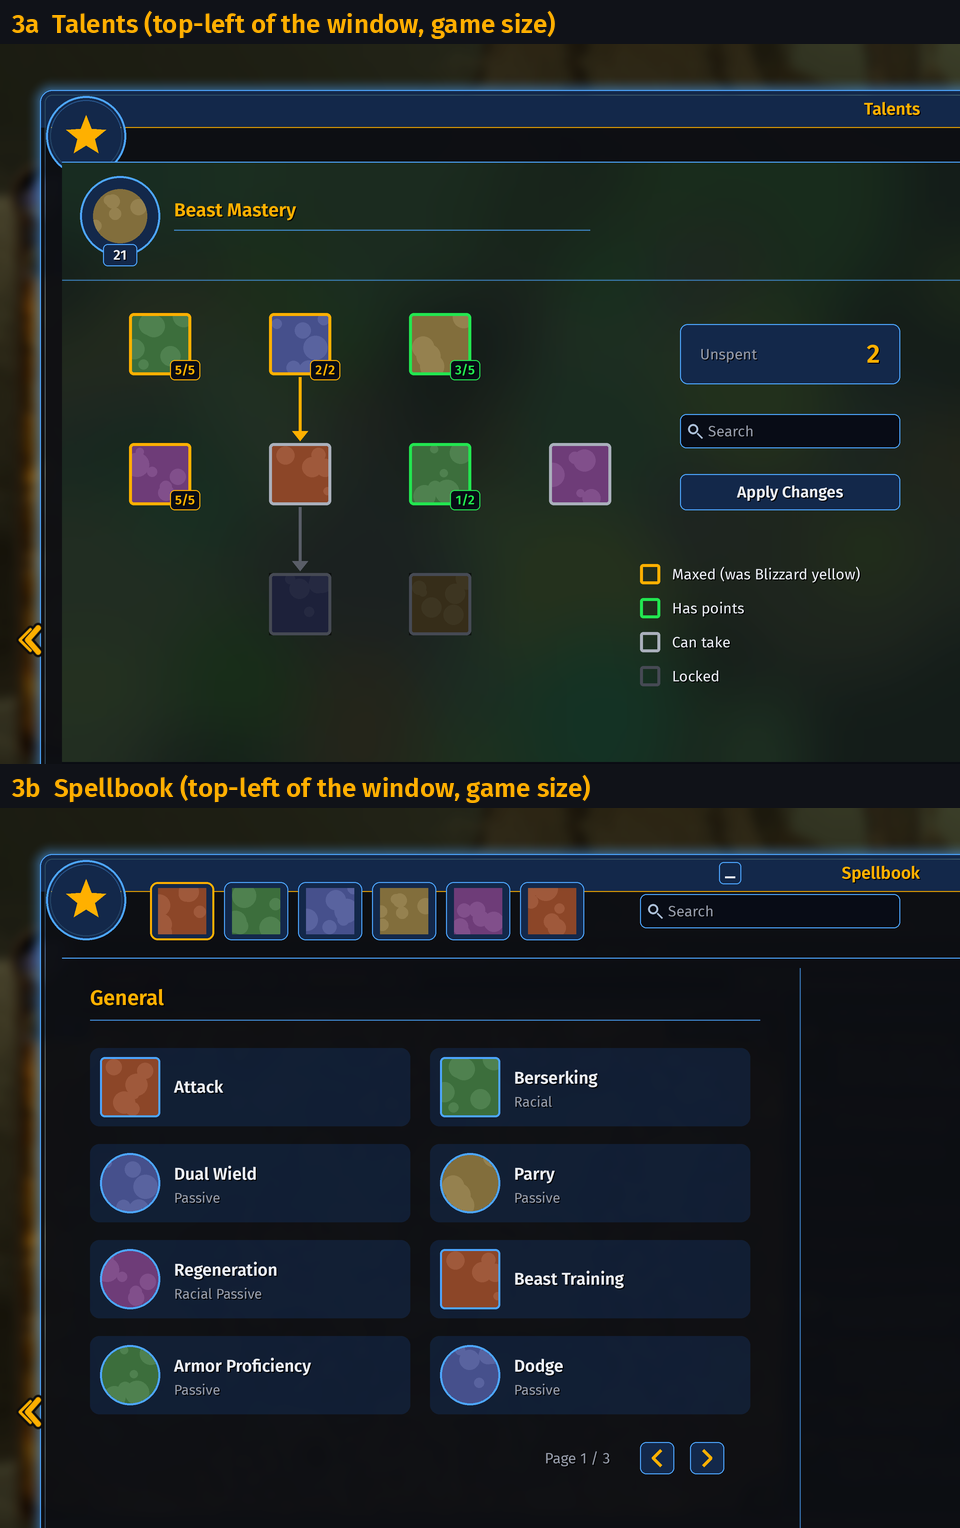 3a Talents (top-left of the window, game size)
Talents
Beast Mastery
21
5/5
2/2
3/5
Unspent 2
Search
5/5
1/2
Apply Changes
Maxed (was Blizzard yellow)
Has points
Can take
Locked
3b Spellbook (top-left of the window, game size)
Spellbook
Search
General
Attack
Berserking
Racial
Dual Wield
Passive
Parry
Passive
Regeneration
Racial Passive
Beast Training
Armor Proficiency
Passive
Dodge
Passive
Page 1 / 3